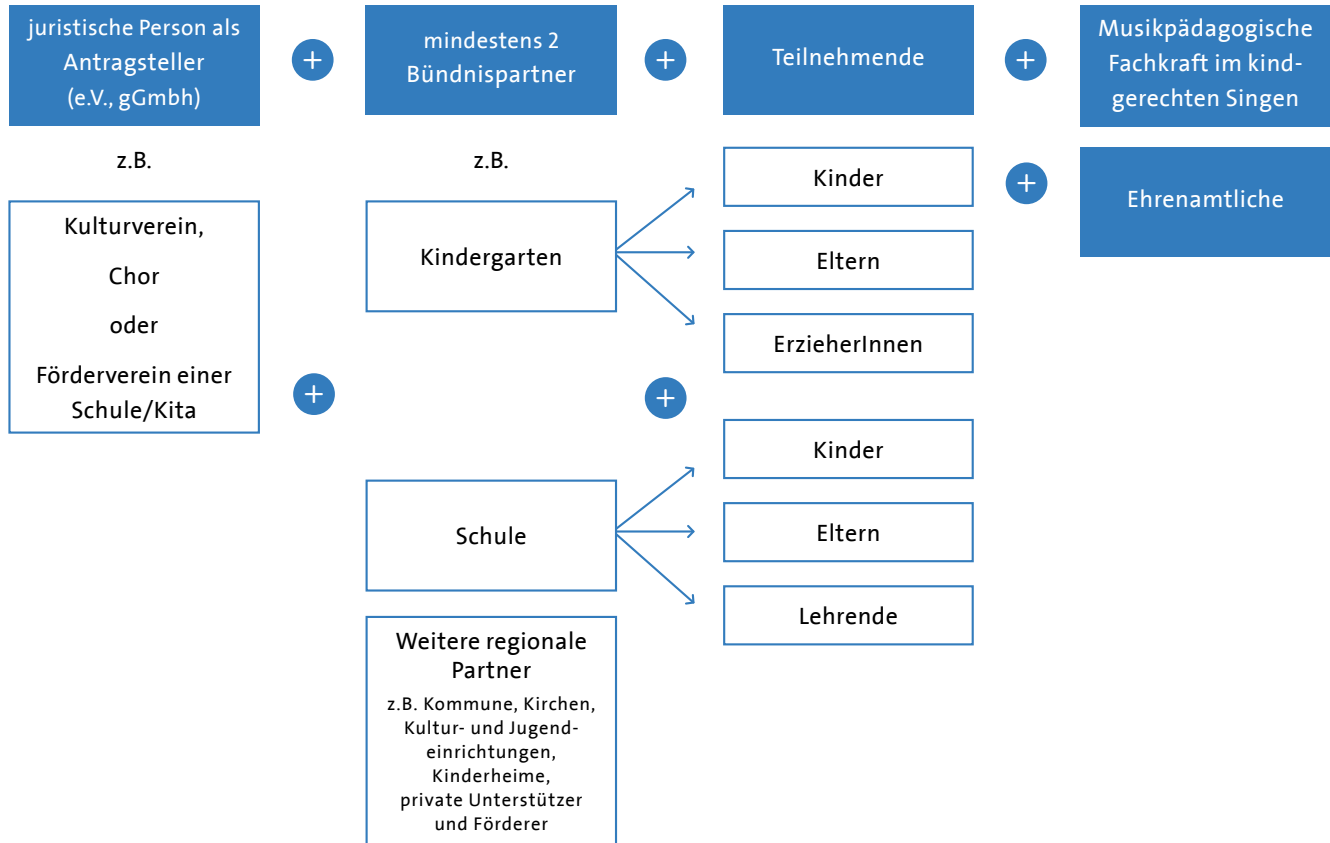 juristische Person als
Antragsteller
(e.V., gGmbh)
+
mindestens 2
Bündnispartner
+
Teilnehmende
+
Musikpädagogische
Fachkraft im kind-
gerechten Singen
z.B.
Kulturverein,
Chor
oder
Förderverein einer
Schule/Kita
+
z.B.
Kindergarten
Kinder
Eltern
ErzieherInnen
+
Ehrenamtliche
+
Schule
Kinder
Eltern
Lehrende
Weitere regionale
Partner
z.B. Kommune, Kirchen,
Kultur- und Jugend-
einrichtungen,
Kinderheime,
private Unterstützer
und Förderer